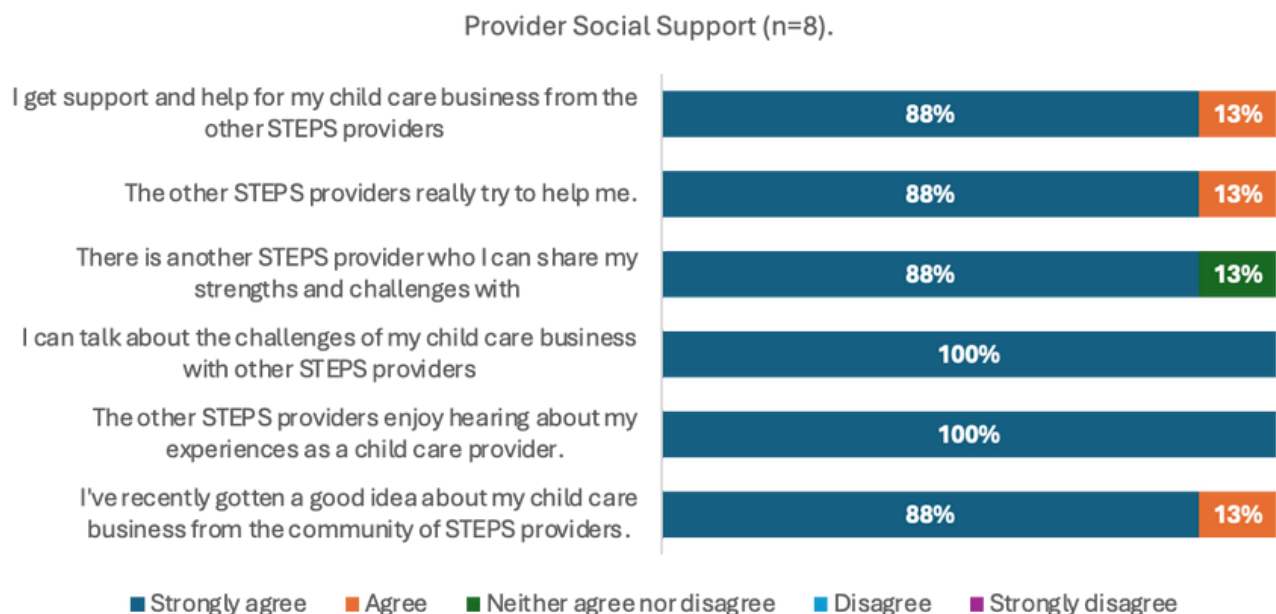 Provider Social Support (n=8).
I get support and help for my child care business from the
other STEPS providers
88%
13%
The other STEPS providers really try to help me.
88%
13%
There is another STEPS provider who I can share my
strengths and challenges with
88%
13%
I can talk about the challenges of my child care business
with other STEPS providers
100%
The other STEPS providers enjoy hearing about my
experiences as a child care provider.
100%
I've recently gotten a good idea about my child care
business from the community of STEPS providers.
88%
13%
Strongly agree
Agree
Neither agree nor disagree
Disagree
Strongly disagree